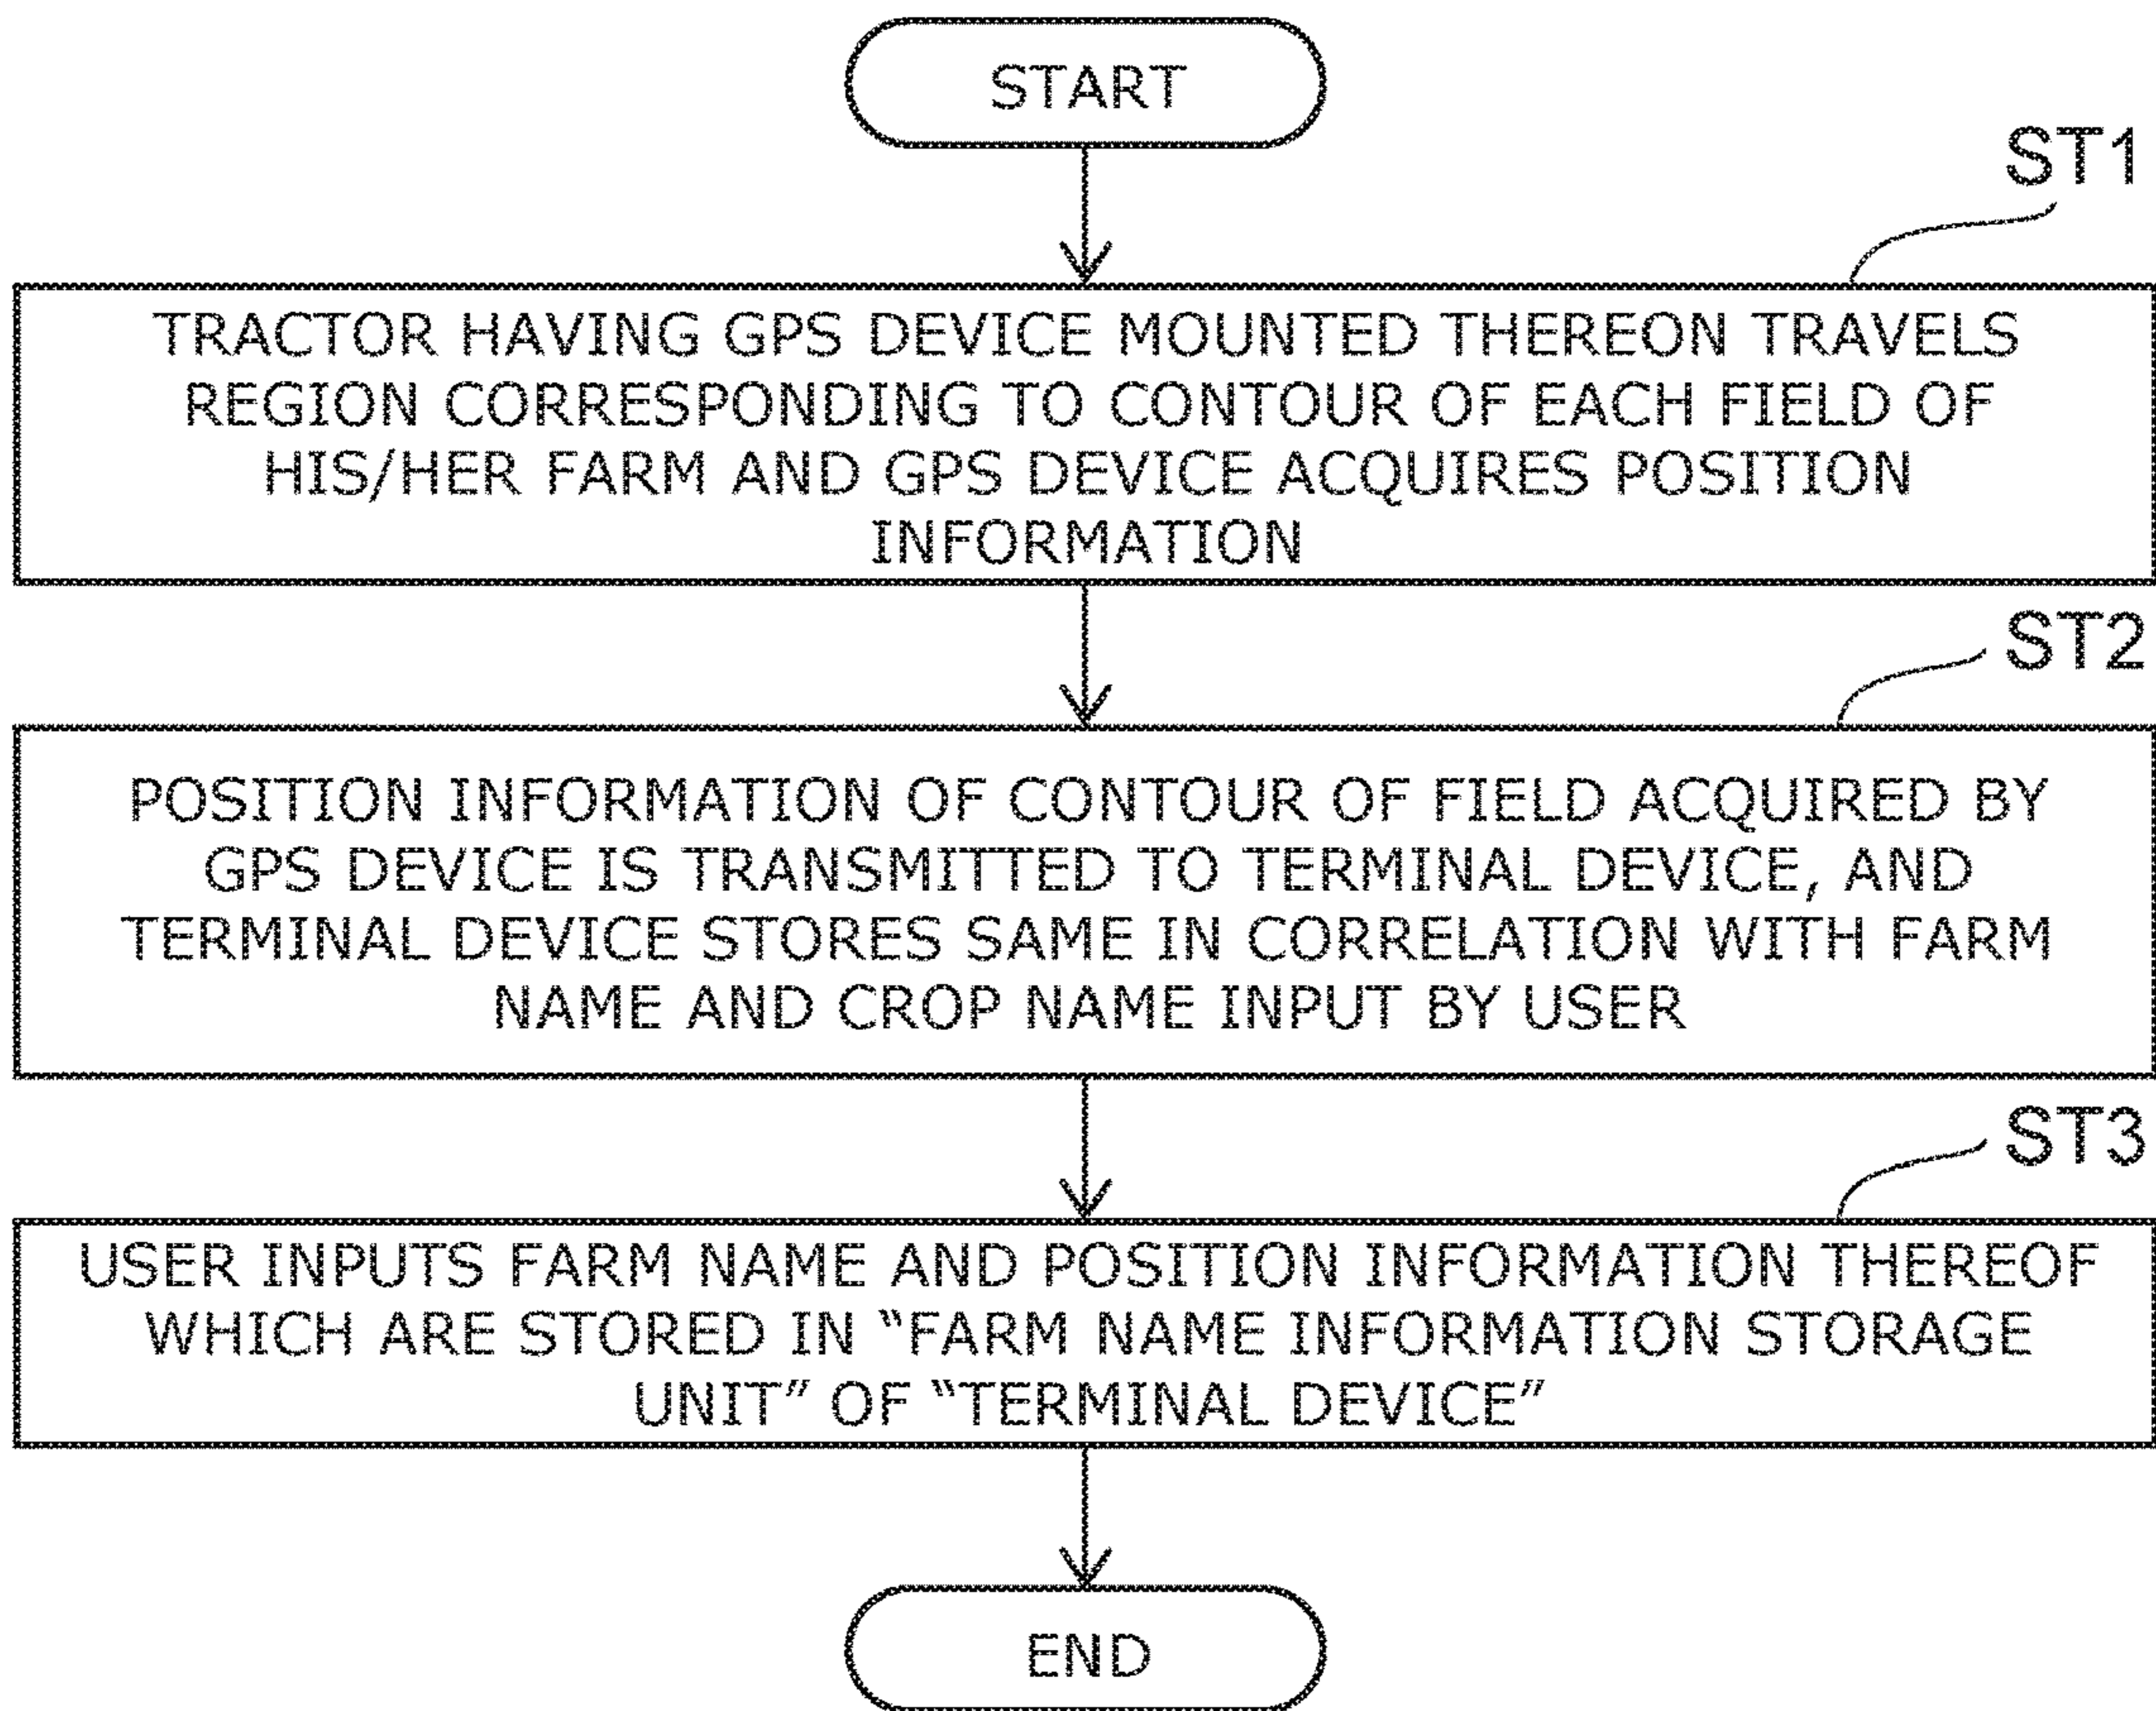 START
ST1
TRACTOR HAVING GPS DEVICE MOUNTED THEREON TRAVELS
REGION CORRESPONDING TO CONTOUR OF EACH FIELD OF
HIS/HER FARM AND GPS DEVICE ACQUIRES POSITION
INFORMATION
ST2
POSITION INFORMATION OF CONTOUR OF FIELD ACQUIRED BY
GPS DEVICE IS TRANSMITTED TO TERMINAL DEVICE, AND
TERMINAL DEVICE STORES SAME IN CORRELATION WITH FARM
NAME AND CROP NAME INPUT BY USER
ST3
USER INPUTS FARM NAME AND POSITION INFORMATION THEREOF
WHICH ARE STORED IN “FARM NAME INFORMATION STORAGE
UNIT” OF “TERMINAL DEVICE”
END